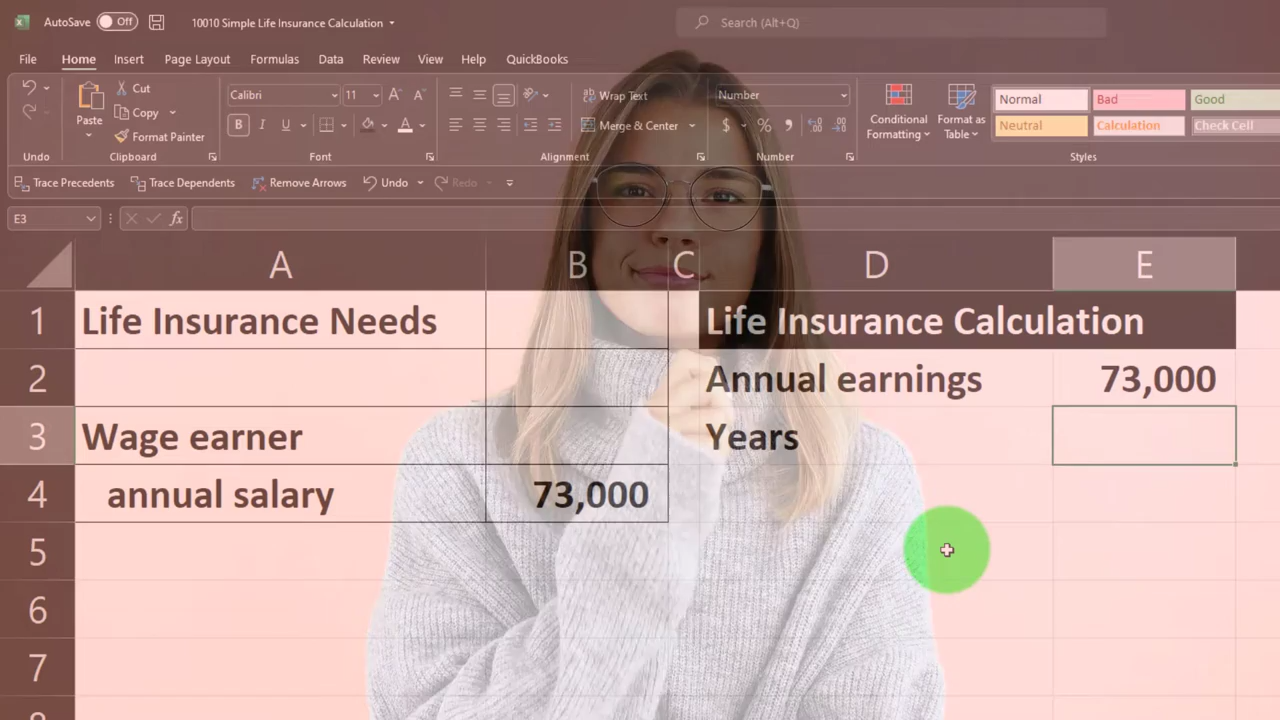 AutoSave Off 10010 Simple Life Insurance Calculation Search (Alt+Q)
File Home Insert Page Layout Formulas Data Review View Help QuickBooks
Cut
Copy
Format Painter
Paste
Undo Clipboard
Calibri 11
B I U
Font
Wrap Text
Merge & Center
Alignment
Number
$ % ,
Number
Conditional Formatting
Format as Table
Normal Bad Good
Neutral Calculation Check Cell
Styles
Trace Precedents Trace Dependents Remove Arrows Undo Redo
E3 fx
A B C D E
1 Life Insurance Needs Life Insurance Calculation
2 Annual earnings 73,000
3 Wage earner Years
4 annual salary 73,000
5
6
7
8